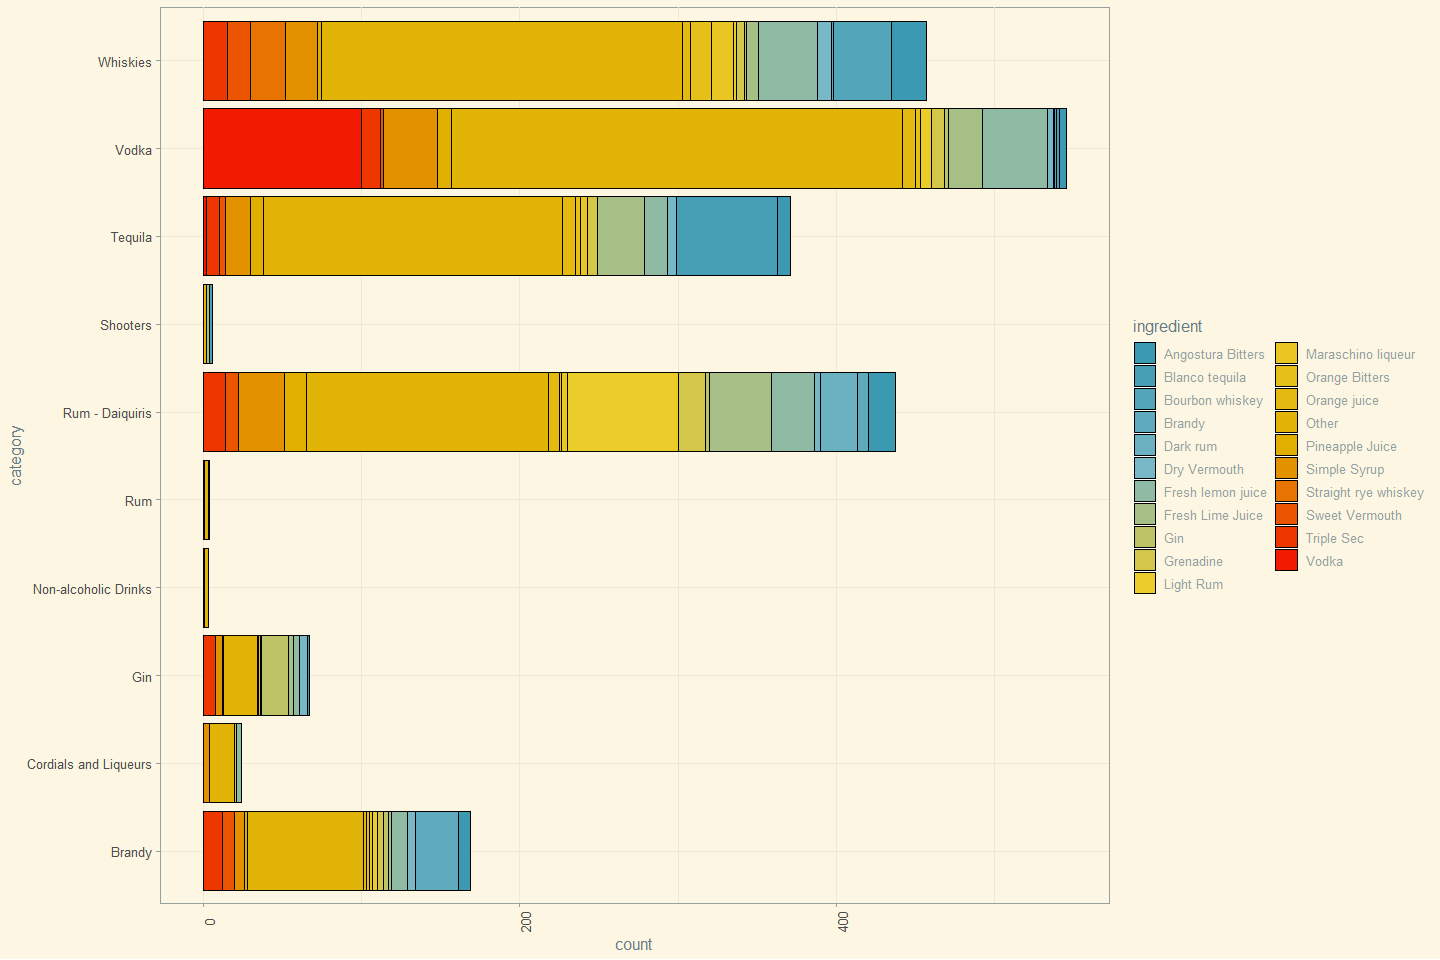 Whiskies
Vodka
Tequila
Shooters
Rum - Daiquiris
Rum
Non-alcoholic Drinks
Gin
Cordials and Liqueurs
Brandy
category
0
200
400
count
ingredient
Angostura Bitters
Blanco tequila
Bourbon whiskey
Brandy
Dark rum
Dry Vermouth
Fresh lemon juice
Fresh Lime Juice
Gin
Grenadine
Light Rum
Maraschino liqueur
Orange Bitters
Orange juice
Other
Pineapple Juice
Simple Syrup
Straight rye whiskey
Sweet Vermouth
Triple Sec
Vodka